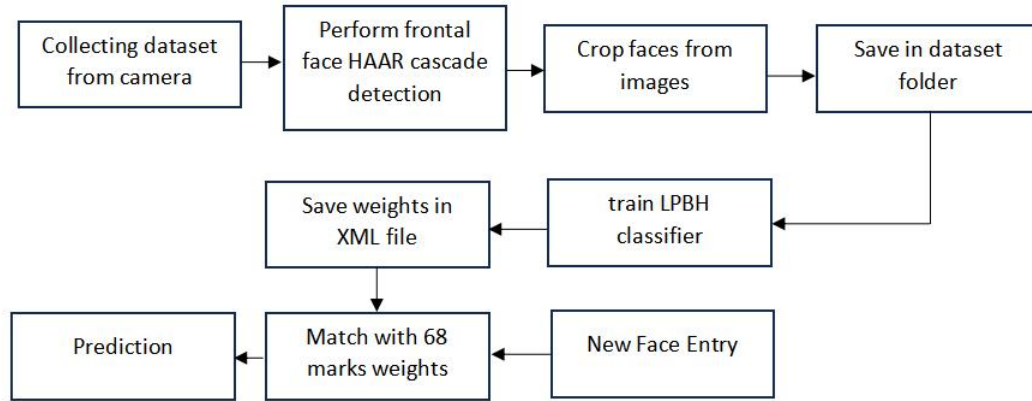 Collecting dataset
from camera
Perform frontal
face HAAR cascade
detection
Crop faces from
images
Save in dataset
folder
train LPBH
classifier
Save weights in
XML file
New Face Entry
Match with 68
marks weights
Prediction